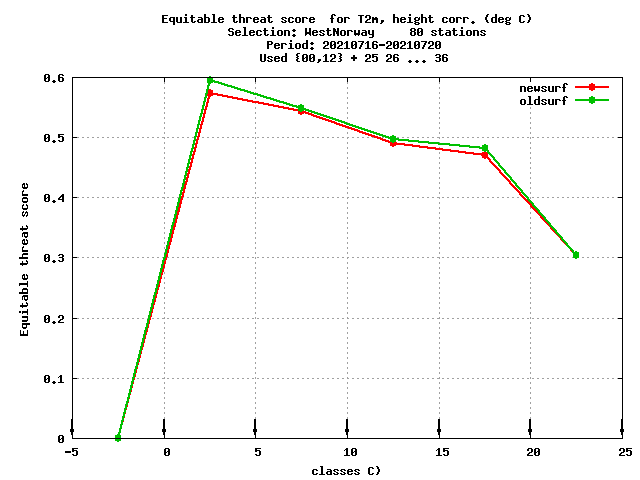 Equitable threat score  for T2m, height corr. (deg C)
Selection: WestNorway     80 stations
Period: 20210716-20210720
Used {00,12} + 25 26 ... 36
newsurf
oldsurf
0.6
0.5
0.4
0.3
0.2
0.1
0
Equitable threat score
-5 0 5 10 15 20 25
classes C)